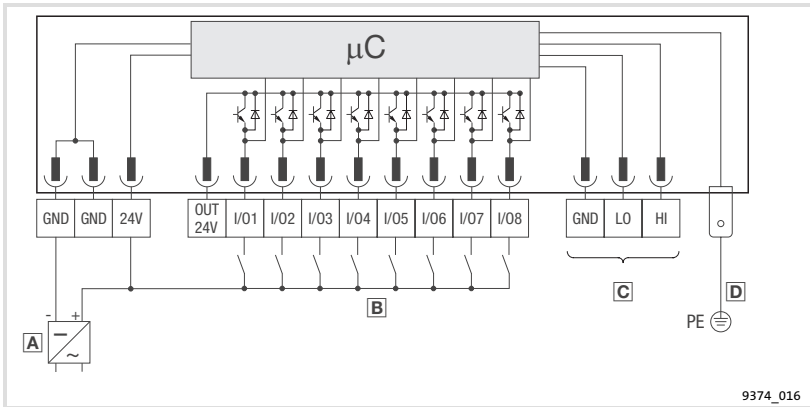 µC
GND GND 24V OUT 24V I/O1 I/O2 I/O3 I/O4 I/O5 I/O6 I/O7 I/O8 GND LO HI
- +
A
B
C
D
PE
9374_016